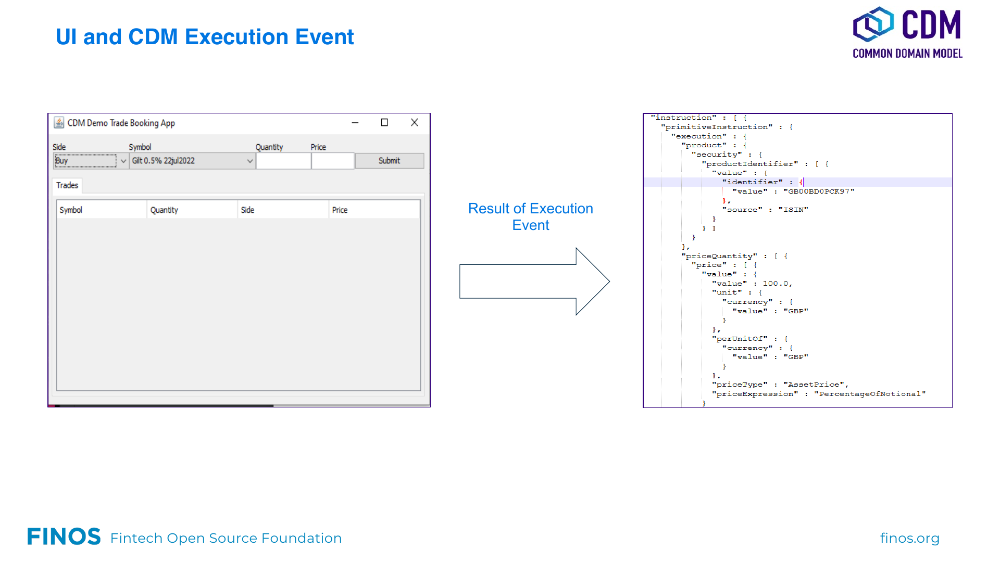 UI and CDM Execution Event
CDM
COMMON DOMAIN MODEL
CDM Demo Trade Booking App
Side Symbol Quantity Price
Buy Gilt 0.5% 22jul2022 Submit
Trades
Symbol Quantity Side Price
Result of Execution
Event
"instruction" : [ {
"primitiveInstruction" : {
"execution" : {
"product" : {
"security" : {
"productIdentifier" : [ {
"value" : {
"identifier" : {
"value" : "GB00BD0PCK97"
},
"source" : "ISIN"
}
} ]
}
},
"priceQuantity" : [ {
"price" : [ {
"value" : {
"value" : 100.0,
"unit" : {
"currency" : {
"value" : "GBP"
}
},
"perUnitOf" : {
"currency" : {
"value" : "GBP"
}
},
"priceType" : "AssetPrice",
"priceExpression" : "PercentageOfNotional"
}
FINOS Fintech Open Source Foundation
finos.org